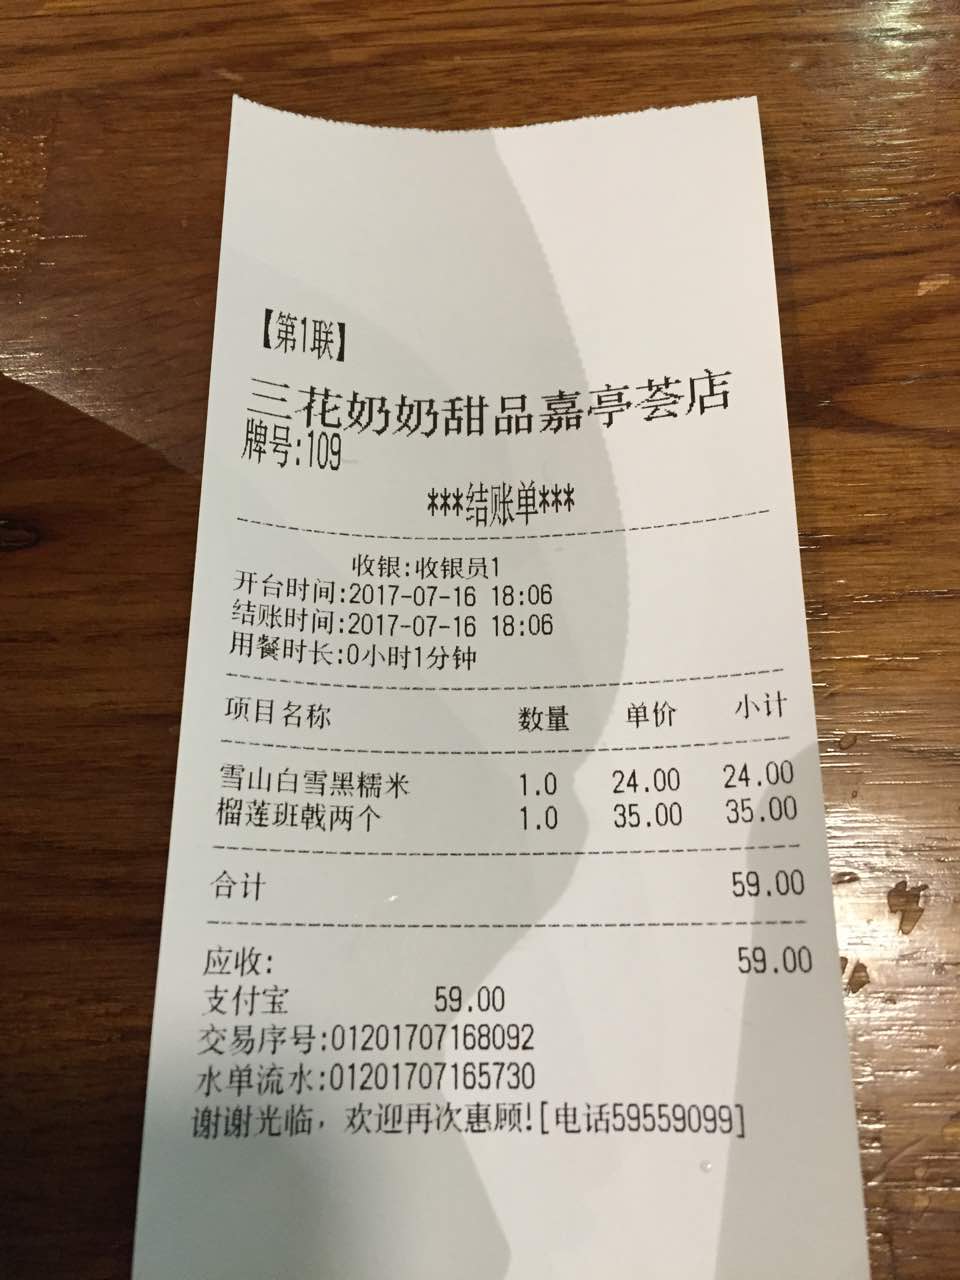 【第1联】
三花奶奶甜品嘉亭荟店
牌号:109
***结账单***
收银:收银员1
开台时间:2017-07-16 18:06
结账时间:2017-07-16 18:06
用餐时长:0小时1分钟
项目名称 数量 单价 小计
雪山白雪黑糯米 1.0 24.00 24.00
榴莲班戟两个 1.0 35.00 35.00
合计 59.00
应收: 59.00
支付宝 59.00
交易序号:01201707168092
水单流水:01201707165730
谢谢光临，欢迎再次惠顾![电话59559099]